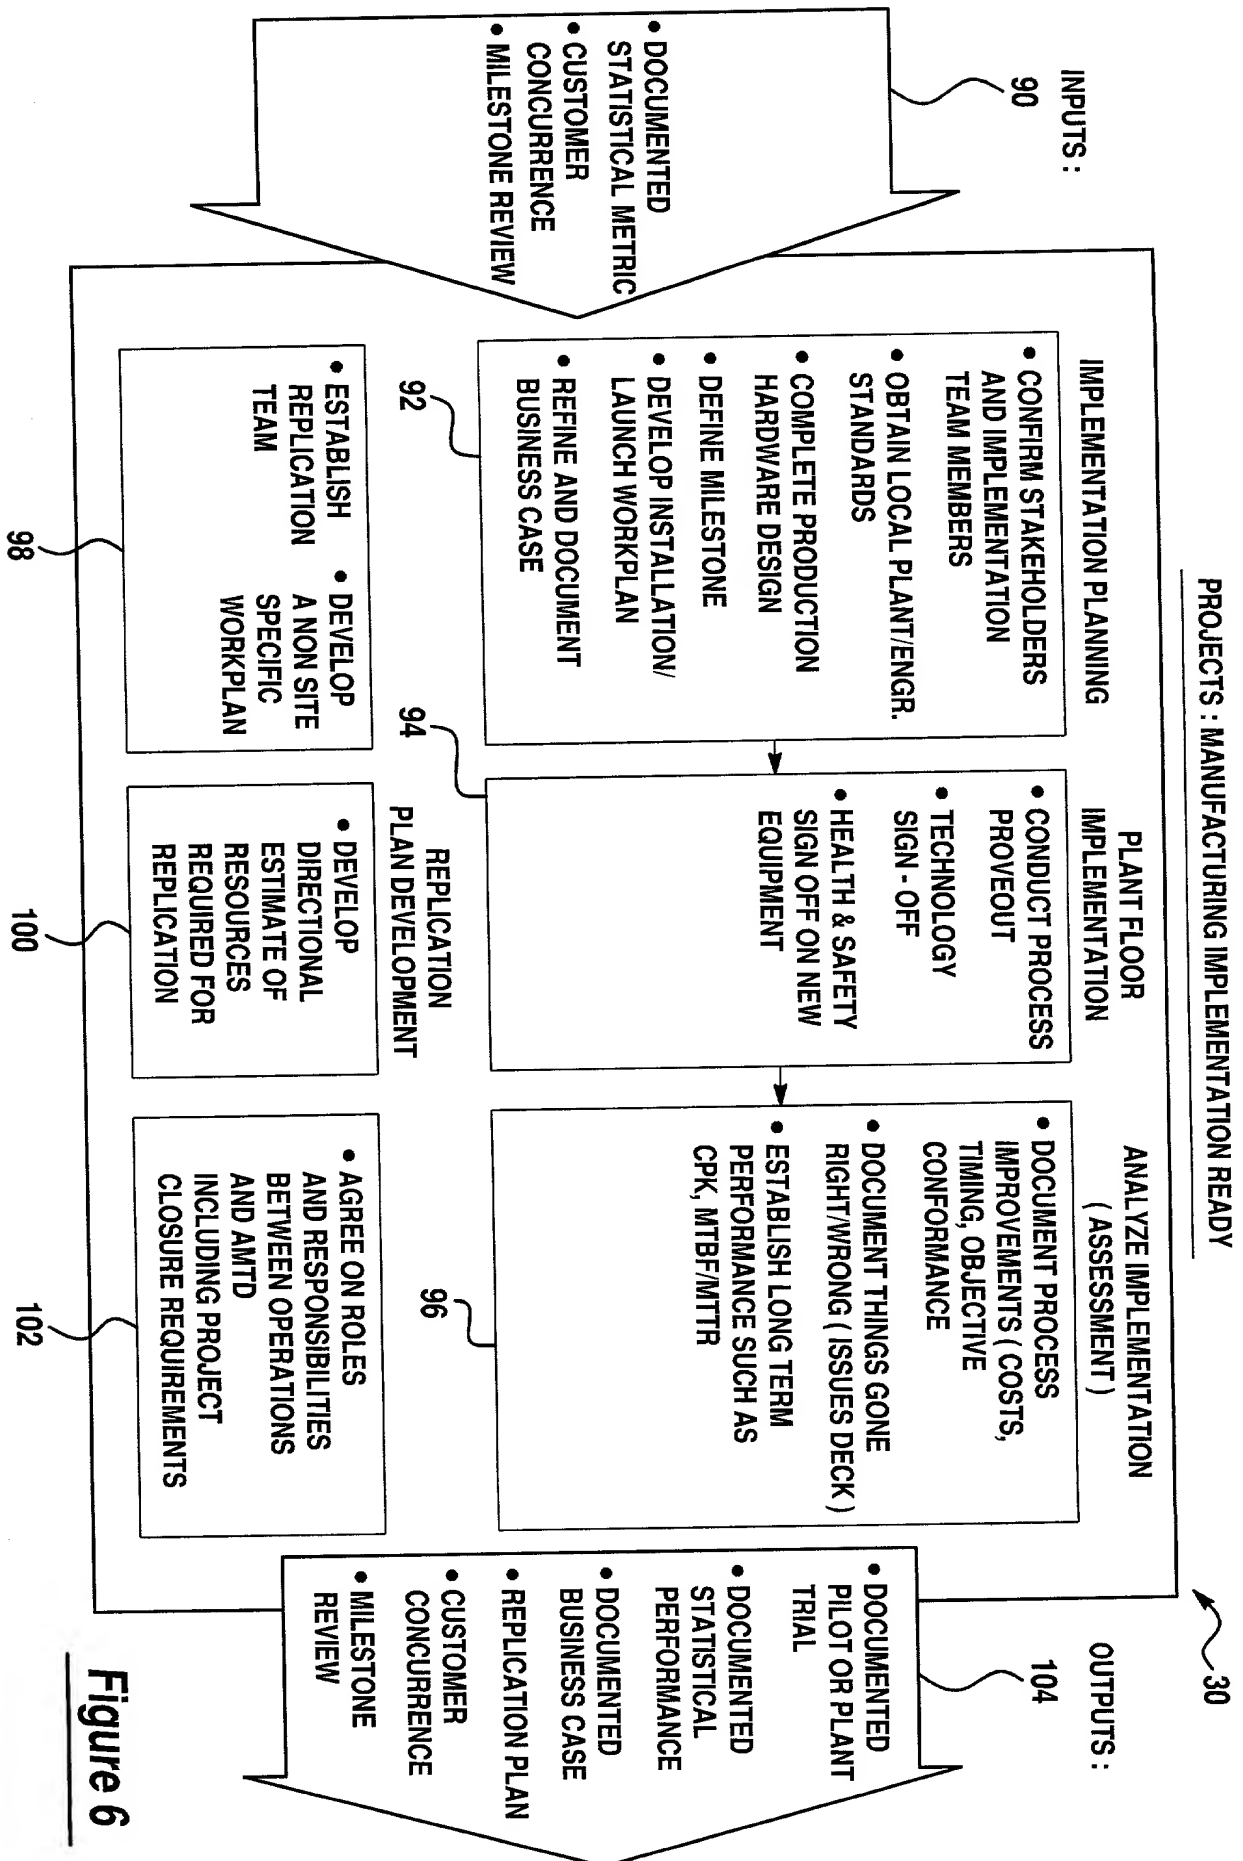 PROJECTS : MANUFACTURING IMPLEMENTATION READY
30
INPUTS :
90
• DOCUMENTED
STATISTICAL METRIC
• CUSTOMER
CONCURRENCE
• MILESTONE REVIEW
IMPLEMENTATION PLANNING
• CONFIRM STAKEHOLDERS
AND IMPLEMENTATION
TEAM MEMBERS
• OBTAIN LOCAL PLANT/ENGR.
STANDARDS
• COMPLETE PRODUCTION
HARDWARE DESIGN
• DEFINE MILESTONE
• DEVELOP INSTALLATION/
LAUNCH WORKPLAN
• REFINE AND DOCUMENT
BUSINESS CASE
92
PLANT FLOOR
IMPLEMENTATION
• CONDUCT PROCESS
PROVEOUT
• TECHNOLOGY
SIGN - OFF
• HEALTH & SAFETY
SIGN OFF ON NEW
EQUIPMENT
94
ANALYZE IMPLEMENTATION
( ASSESSMENT )
• DOCUMENT PROCESS
IMPROVEMENTS ( COSTS,
TIMING, OBJECTIVE
CONFORMANCE
• DOCUMENT THINGS GONE
RIGHT/WRONG ( ISSUES DECK )
• ESTABLISH LONG TERM
PERFORMANCE SUCH AS
CPK, MTBF/MTTR
96
REPLICATION
PLAN DEVELOPMENT
• ESTABLISH
REPLICATION
TEAM
• DEVELOP
A NON SITE
SPECIFIC
WORKPLAN
98
• DEVELOP
DIRECTIONAL
ESTIMATE OF
RESOURCES
REQUIRED FOR
REPLICATION
100
• AGREE ON ROLES
AND RESPONSIBILITIES
BETWEEN OPERATIONS
AND AMTD
INCLUDING PROJECT
CLOSURE REQUIREMENTS
102
OUTPUTS :
104
• DOCUMENTED
PILOT OR PLANT
TRIAL
• DOCUMENTED
STATISTICAL
PERFORMANCE
• DOCUMENTED
BUSINESS CASE
• REPLICATION PLAN
• CUSTOMER
CONCURRENCE
• MILESTONE
REVIEW
Figure 6